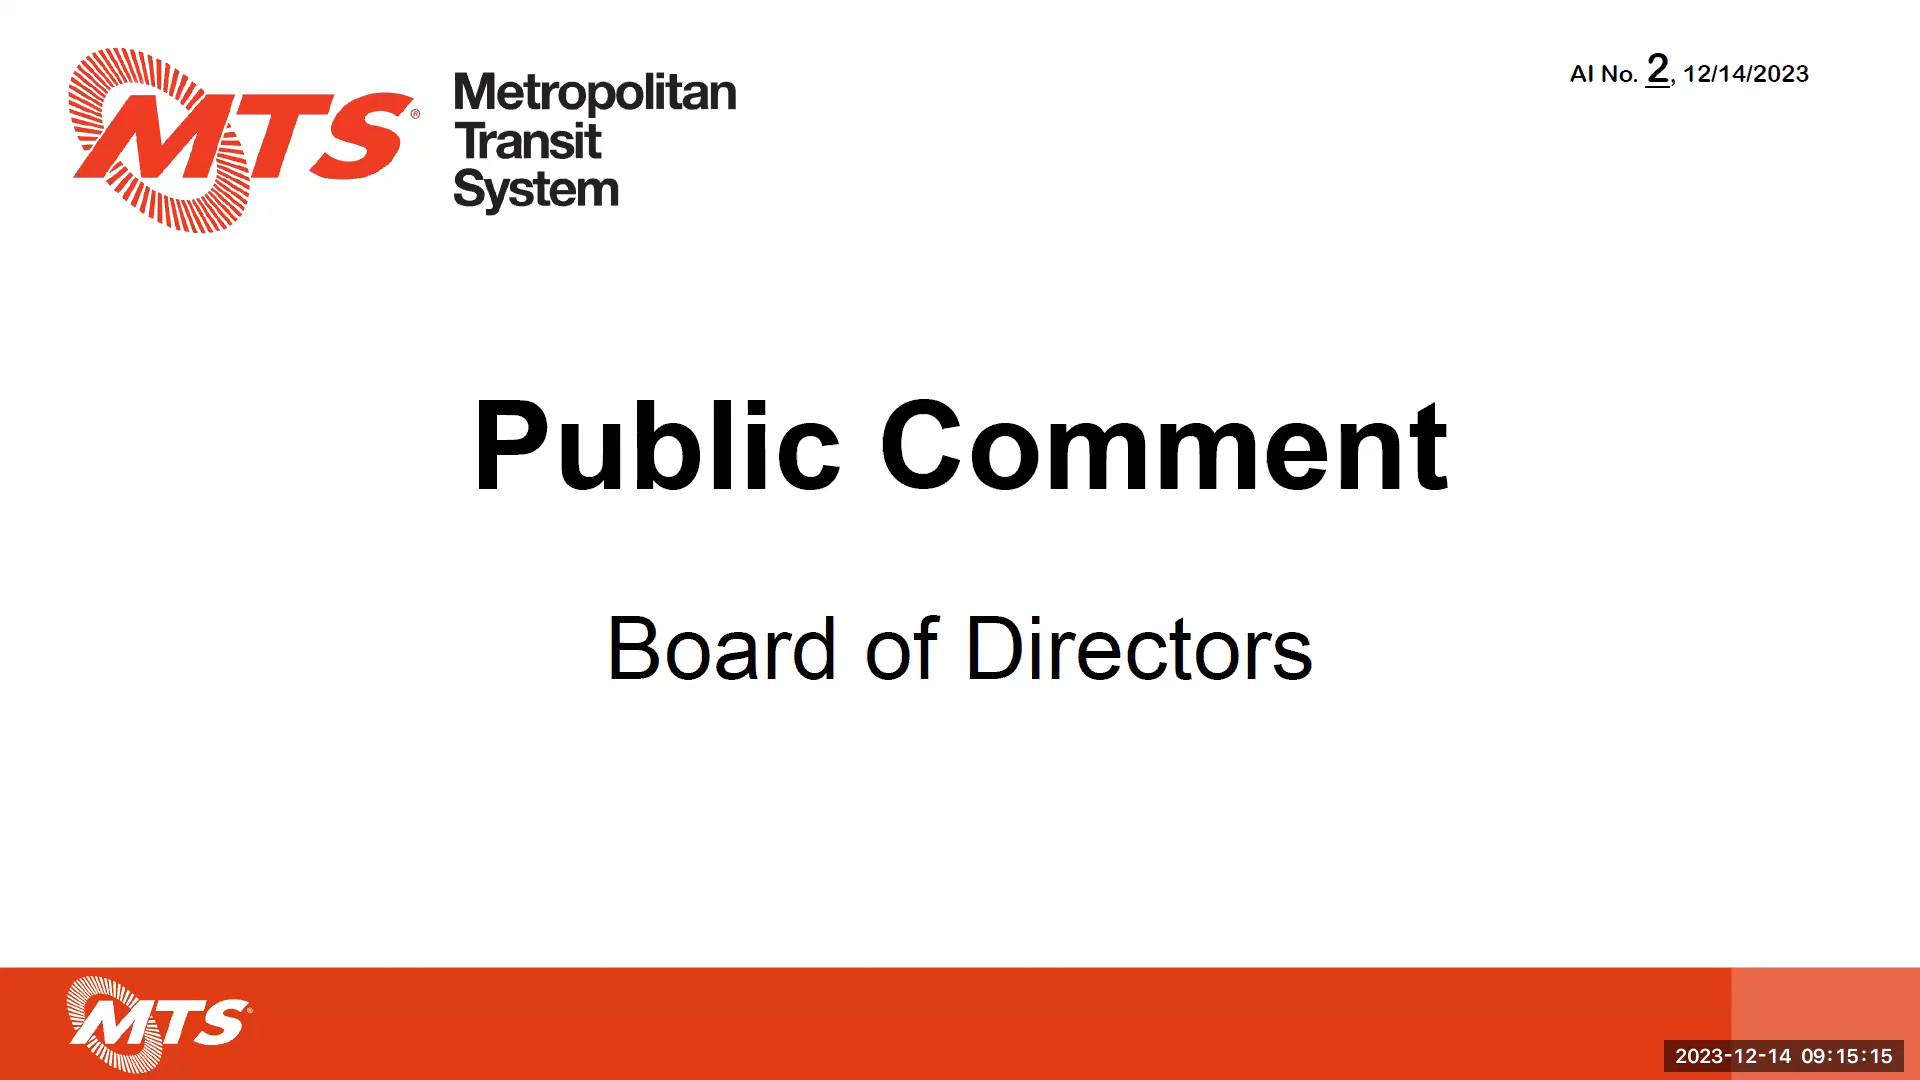 MTS®
Metropolitan
Transit
System
AI No. 2, 12/14/2023
Public Comment
Board of Directors
MTS®
2023-12-14 09:15:15